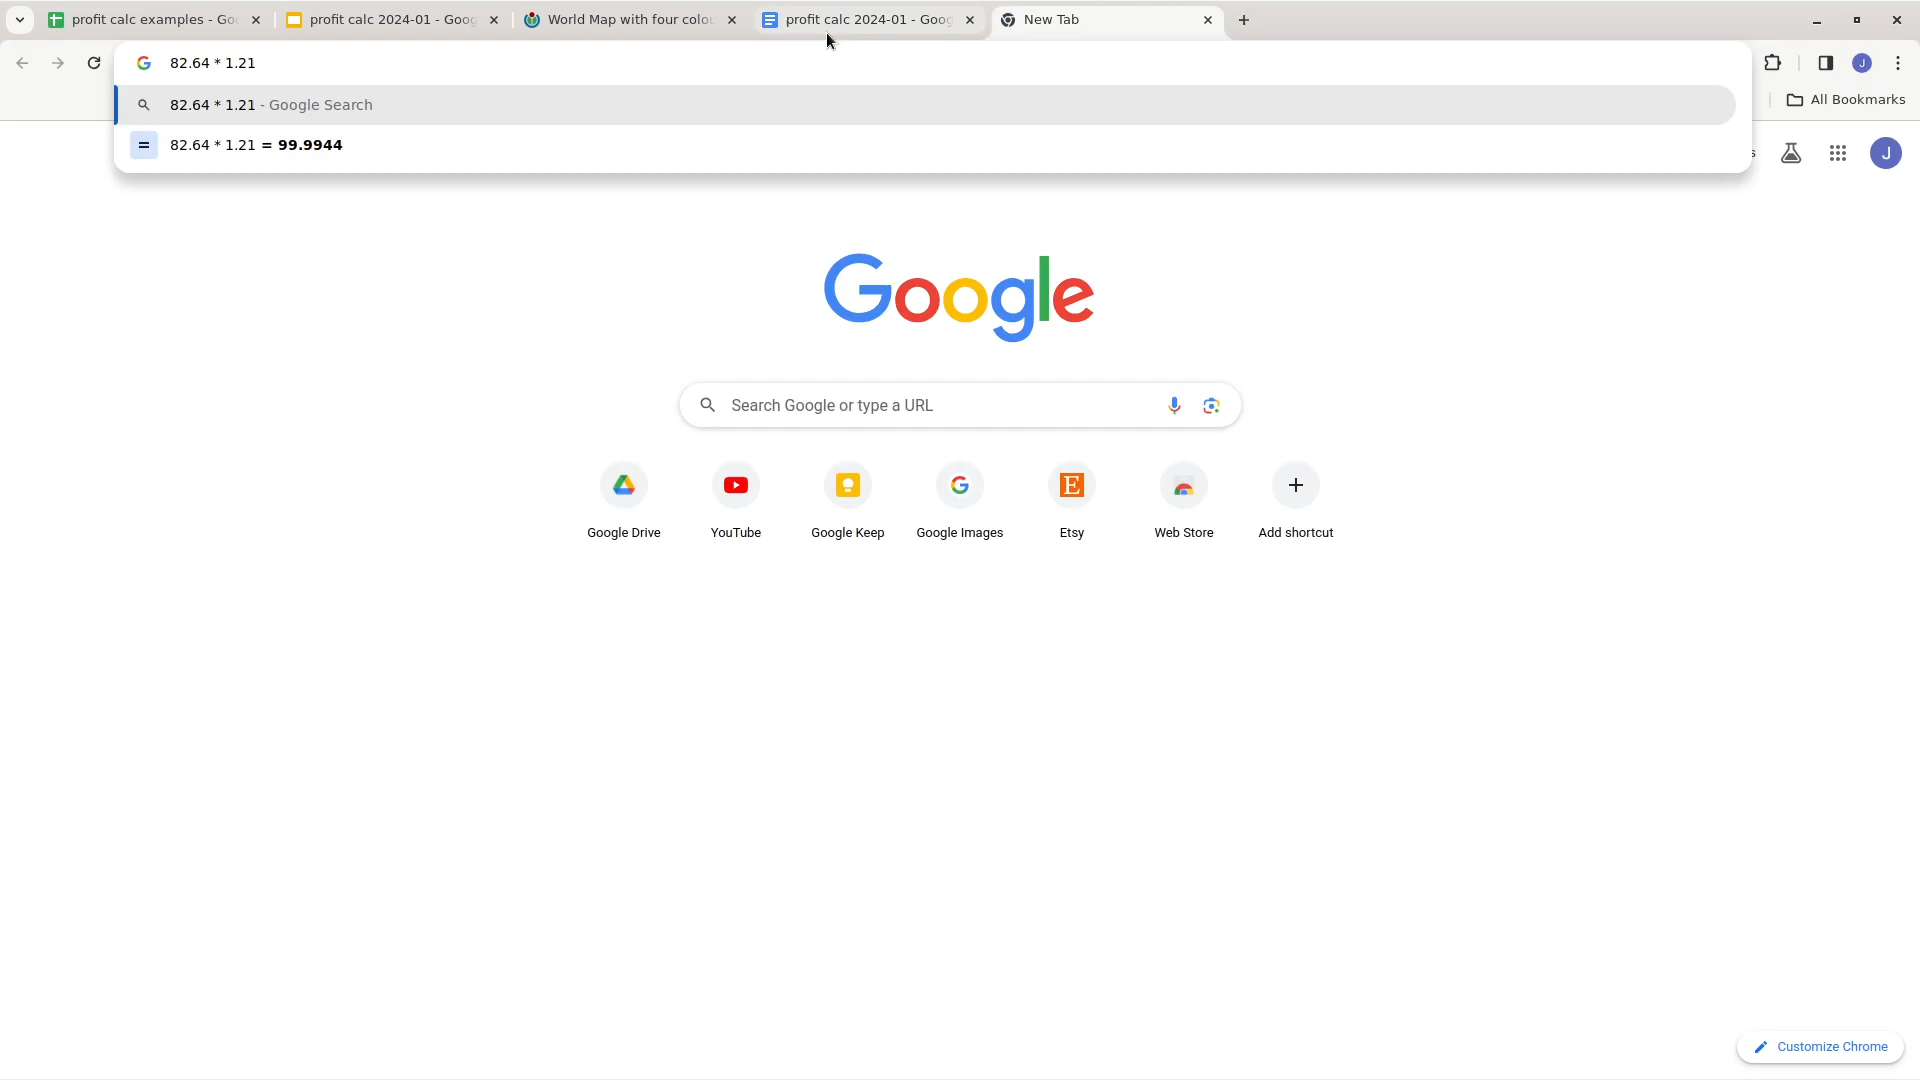 profit calc examples - Go
profit calc 2024-01 - Goog
World Map with four colou
profit calc 2024-01 - Goog
New Tab
82.64 * 1.21
J
All Bookmarks
82.64 * 1.21 - Google Search
82.64 * 1.21 = 99.9944
s
J
Google
Search Google or type a URL
Google Drive
YouTube
Google Keep
Google Images
Etsy
Web Store
Add shortcut
Customize Chrome